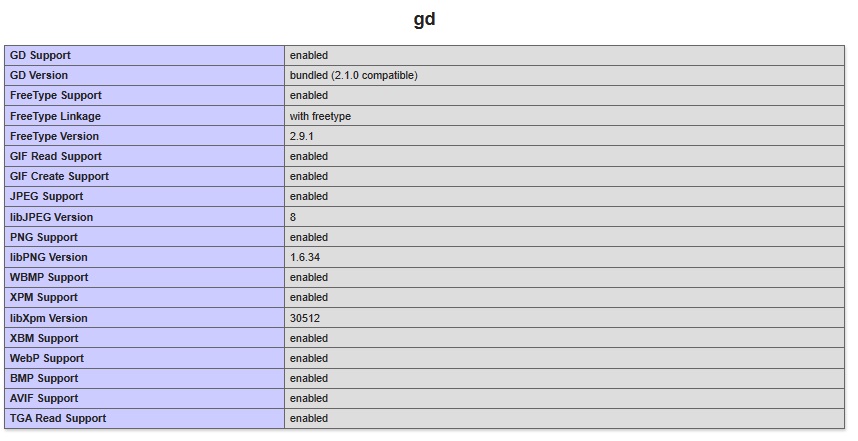 gd
GD Support enabled
GD Version bundled (2.1.0 compatible)
FreeType Support enabled
FreeType Linkage with freetype
FreeType Version 2.9.1
GIF Read Support enabled
GIF Create Support enabled
JPEG Support enabled
libJPEG Version 8
PNG Support enabled
libPNG Version 1.6.34
WBMP Support enabled
XPM Support enabled
libXpm Version 30512
XBM Support enabled
WebP Support enabled
BMP Support enabled
AVIF Support enabled
TGA Read Support enabled